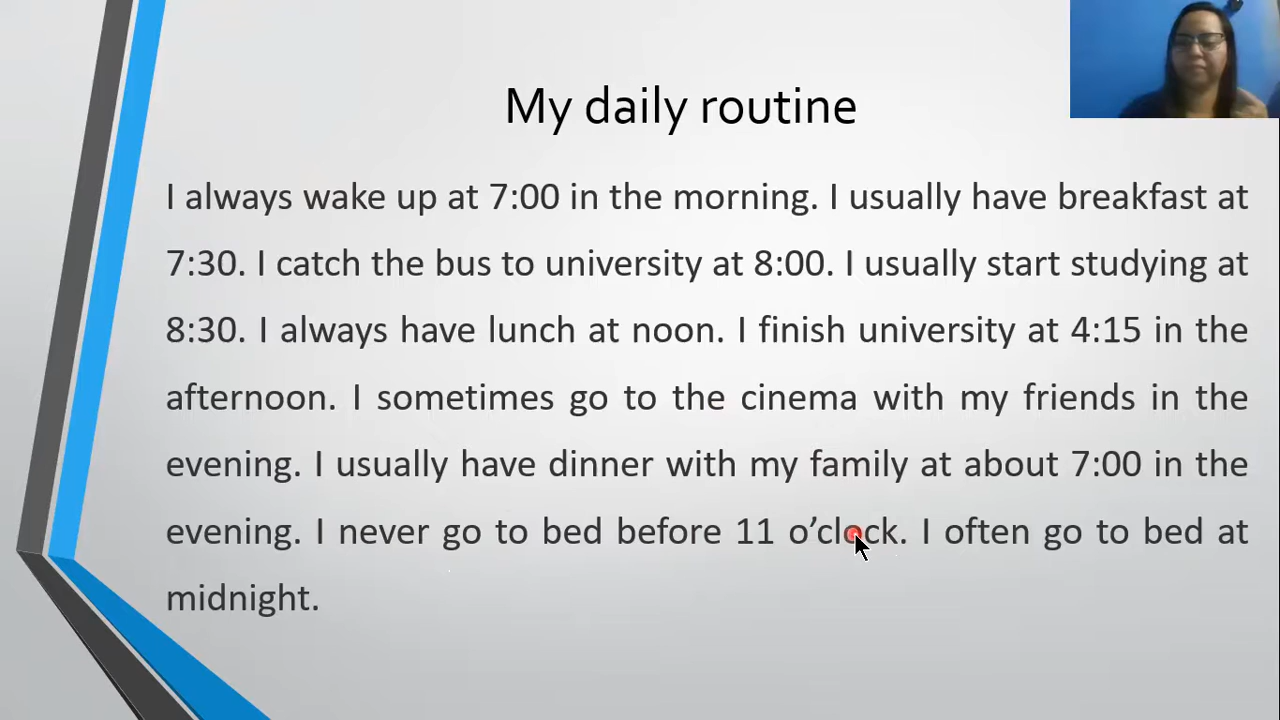 My daily routine
I always wake up at 7:00 in the morning. I usually have breakfast at
7:30. I catch the bus to university at 8:00. I usually start studying at
8:30. I always have lunch at noon. I finish university at 4:15 in the
afternoon. I sometimes go to the cinema with my friends in the
evening. I usually have dinner with my family at about 7:00 in the
evening. I never go to bed before 11 o’clock. I often go to bed at
midnight.